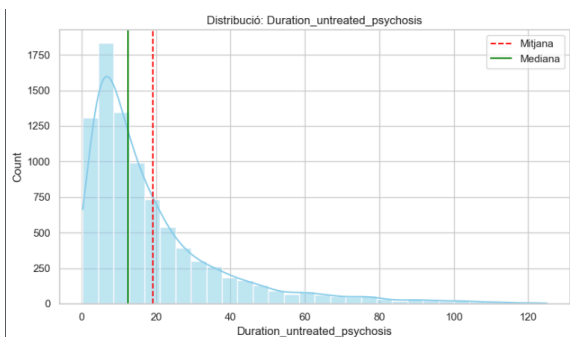 Distribució: Duration_untreated_psychosis
Mitjana
Mediana
Count
1750
1500
1250
1000
750
500
250
0
0 20 40 60 80 100 120
Duration_untreated_psychosis